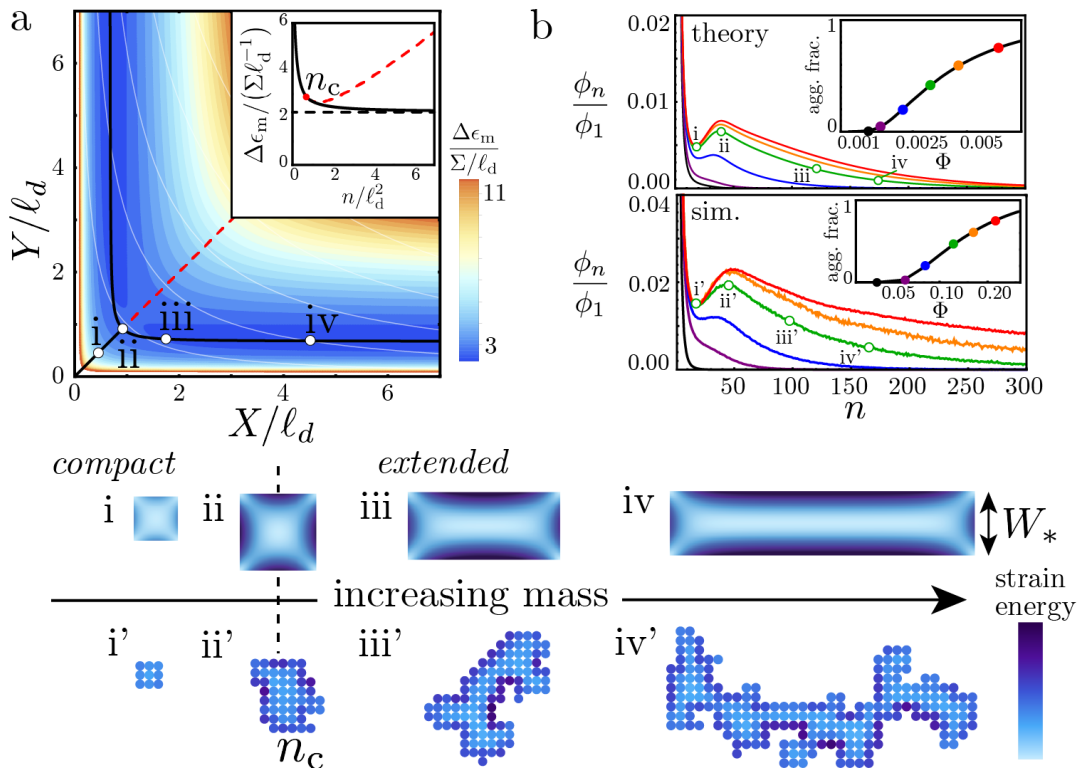 a
Y/ℓ_d
6
4
2
0
2
4
6
X/ℓ_d
i
ii
iii
iv
Δϵ_m/(Σℓ_d^{-1})
6
4
2
0
0
2
4
6
n/ℓ_d^2
n_c
Δϵ_m
Σ/ℓ_d
11
3
b
theory
ϕ_n
ϕ_1
0.02
0.01
0.00
i
ii
iii
iv
agg. frac.
1
0
0.001
0.0025
0.005
Φ
sim.
ϕ_n
ϕ_1
0.04
0.02
0.00
i'
ii'
iii'
iv'
agg. frac.
1
0
0.05
0.10
0.20
Φ
50
100
150
200
250
300
n
compact
extended
i
ii
iii
iv
W_*
increasing mass
strain
energy
i'
ii'
iii'
iv'
n_c